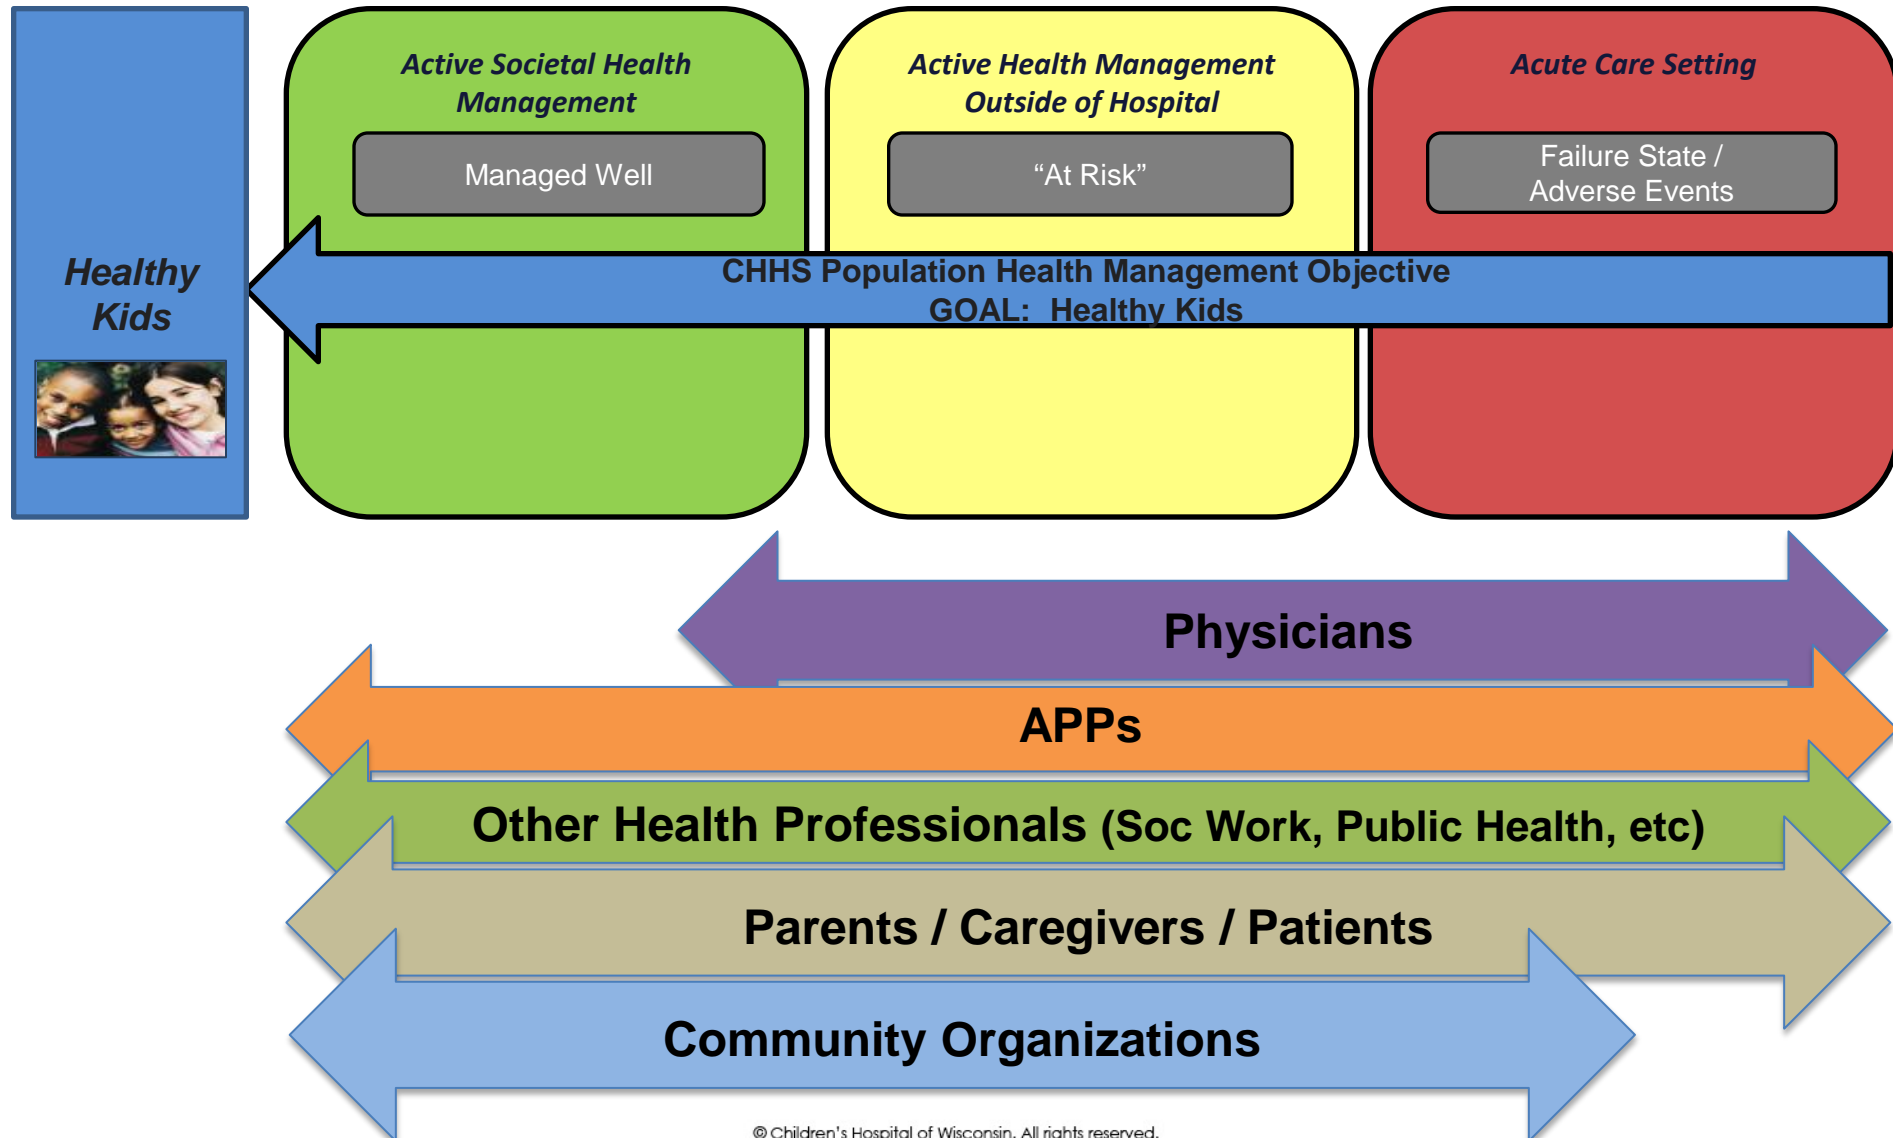 Healthy
Kids
Active Societal Health
Management
Managed Well
Active Health Management
Outside of Hospital
“At Risk”
Acute Care Setting
Failure State /
Adverse Events
CHHS Population Health Management Objective
GOAL:  Healthy Kids
Physicians
APPs
Other Health Professionals (Soc Work, Public Health, etc)
Parents / Caregivers / Patients
Community Organizations
© Children’s Hospital of Wisconsin. All rights reserved.